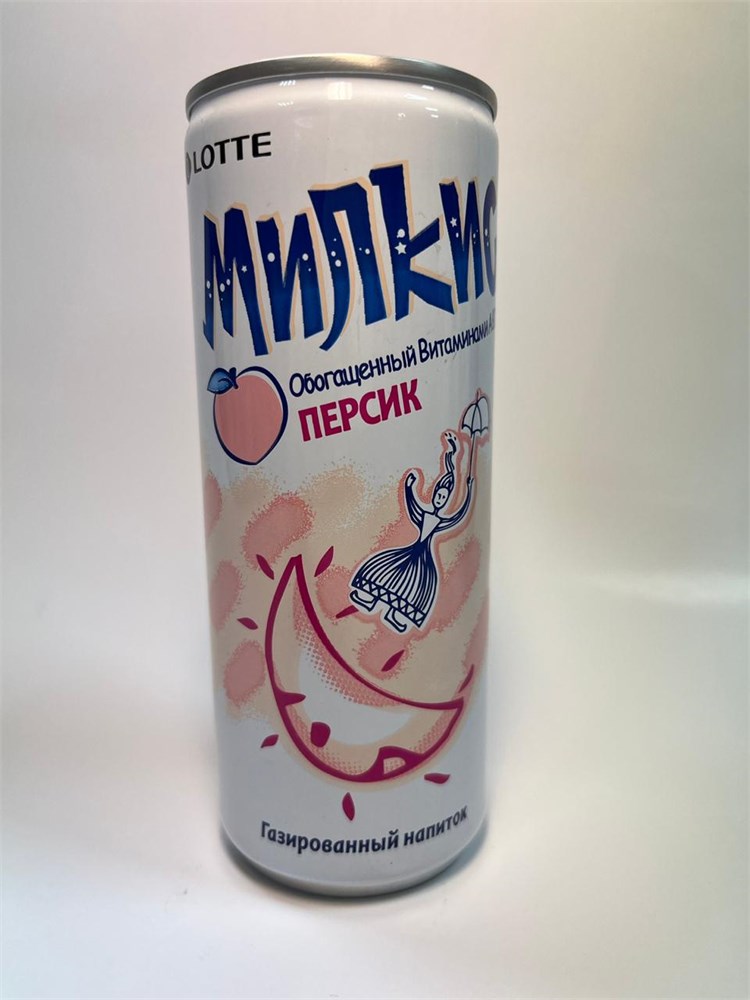 LOTTE
МИЛКИС
Обогащенный Витаминами
ПЕРСИК
Газированный напиток